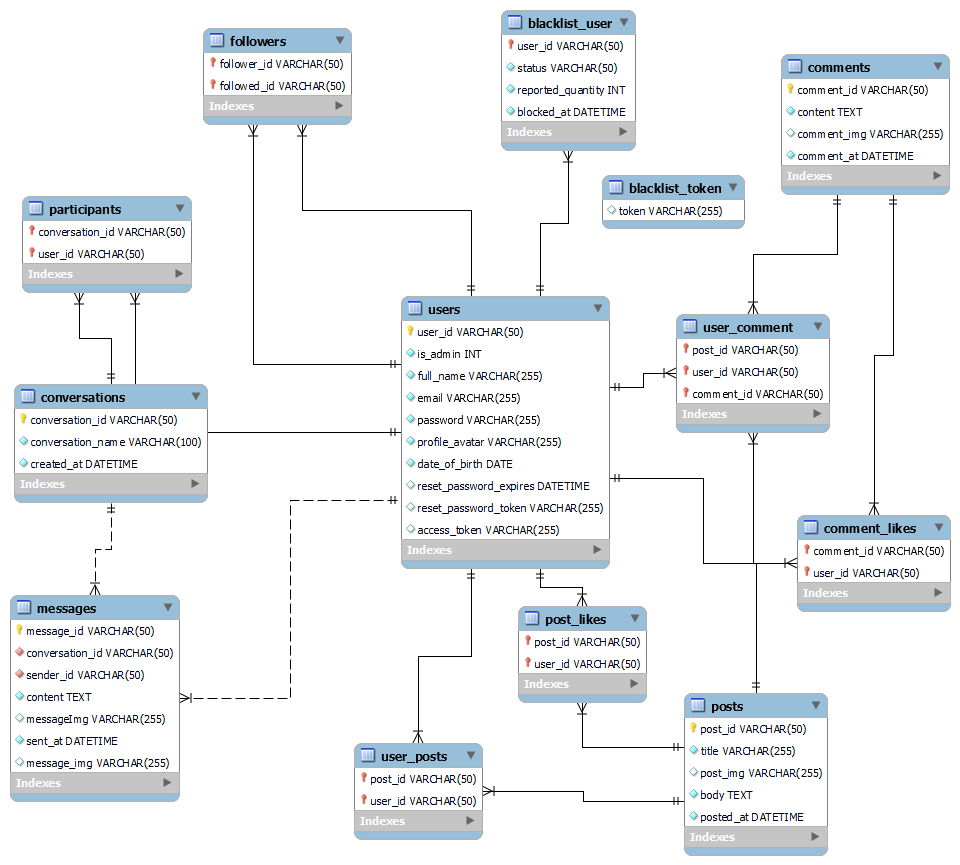 followers
follower_id VARCHAR(50)
followed_id VARCHAR(50)
Indexes
blacklist_user
user_id VARCHAR(50)
status VARCHAR(50)
reported_quantity INT
blocked_at DATETIME
Indexes
comments
comment_id VARCHAR(50)
content TEXT
comment_img VARCHAR(255)
comment_at DATETIME
Indexes
blacklist_token
token VARCHAR(255)
participants
conversation_id VARCHAR(50)
user_id VARCHAR(50)
Indexes
users
user_id VARCHAR(50)
is_admin INT
full_name VARCHAR(255)
email VARCHAR(255)
password VARCHAR(255)
profile_avatar VARCHAR(255)
date_of_birth DATE
reset_password_expires DATETIME
reset_password_token VARCHAR(255)
access_token VARCHAR(255)
Indexes
user_comment
post_id VARCHAR(50)
user_id VARCHAR(50)
comment_id VARCHAR(50)
Indexes
conversations
conversation_id VARCHAR(50)
conversation_name VARCHAR(100)
created_at DATETIME
Indexes
comment_likes
comment_id VARCHAR(50)
user_id VARCHAR(50)
Indexes
messages
message_id VARCHAR(50)
conversation_id VARCHAR(50)
sender_id VARCHAR(50)
content TEXT
messageImg VARCHAR(255)
sent_at DATETIME
message_img VARCHAR(255)
Indexes
post_likes
post_id VARCHAR(50)
user_id VARCHAR(50)
Indexes
user_posts
post_id VARCHAR(50)
user_id VARCHAR(50)
Indexes
posts
post_id VARCHAR(50)
title VARCHAR(255)
post_img VARCHAR(255)
body TEXT
posted_at DATETIME
Indexes